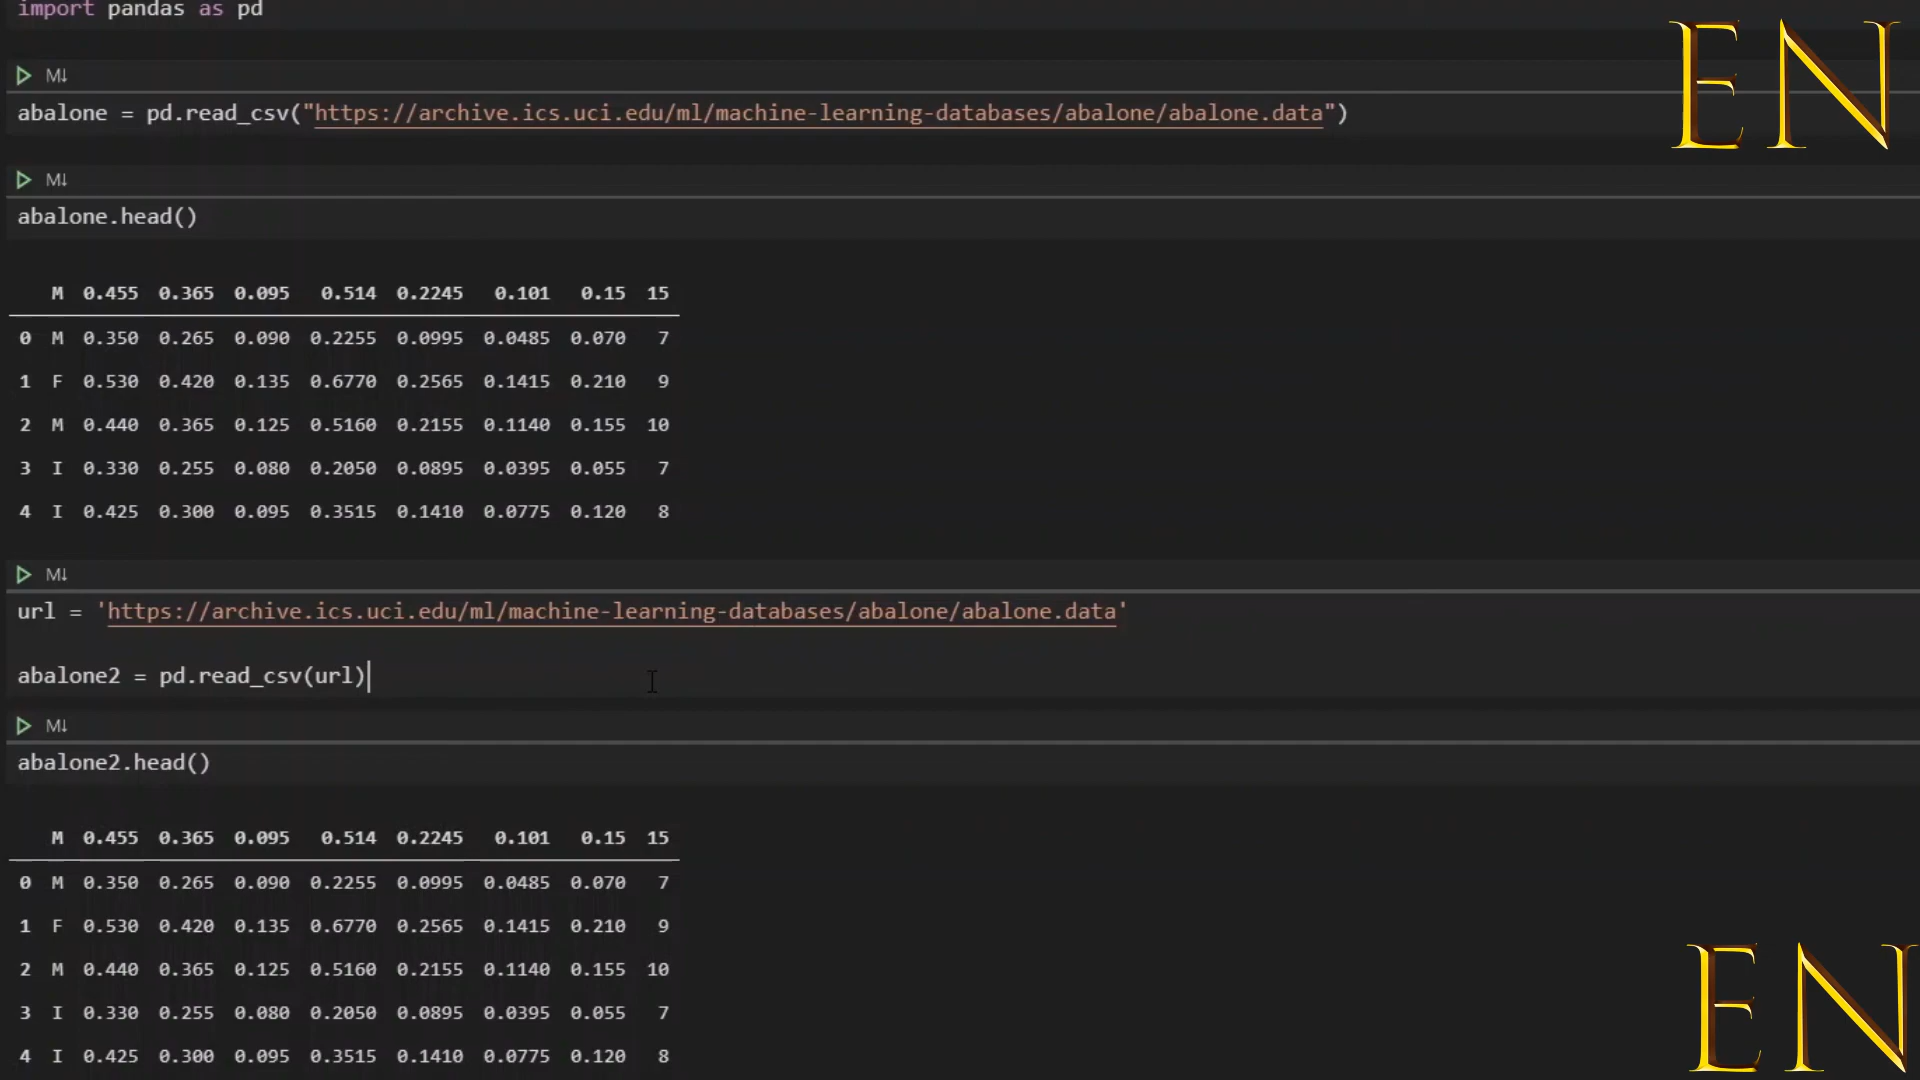 import pandas as pd
EN
M↓
abalone = pd.read_csv("https://archive.ics.uci.edu/ml/machine-learning-databases/abalone/abalone.data")
M↓
abalone.head()
M 0.455 0.365 0.095 0.514 0.2245 0.101 0.15 15
0 M 0.350 0.265 0.090 0.2255 0.0995 0.0485 0.070 7
1 F 0.530 0.420 0.135 0.6770 0.2565 0.1415 0.210 9
2 M 0.440 0.365 0.125 0.5160 0.2155 0.1140 0.155 10
3 I 0.330 0.255 0.080 0.2050 0.0895 0.0395 0.055 7
4 I 0.425 0.300 0.095 0.3515 0.1410 0.0775 0.120 8
M↓
url = 'https://archive.ics.uci.edu/ml/machine-learning-databases/abalone/abalone.data'
abalone2 = pd.read_csv(url)
M↓
abalone2.head()
M 0.455 0.365 0.095 0.514 0.2245 0.101 0.15 15
0 M 0.350 0.265 0.090 0.2255 0.0995 0.0485 0.070 7
1 F 0.530 0.420 0.135 0.6770 0.2565 0.1415 0.210 9
2 M 0.440 0.365 0.125 0.5160 0.2155 0.1140 0.155 10
3 I 0.330 0.255 0.080 0.2050 0.0895 0.0395 0.055 7
4 I 0.425 0.300 0.095 0.3515 0.1410 0.0775 0.120 8
EN